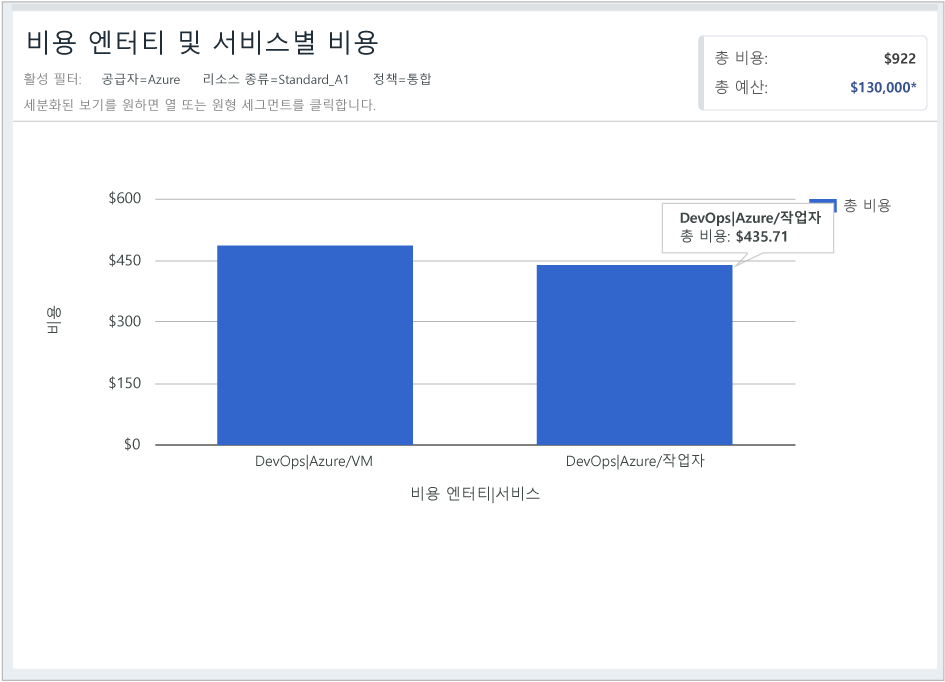 비용 엔터티 및 서비스별 비용
활성 필터: 공급자=Azure 리소스 종류=Standard_A1 정책=통합
세분화된 보기를 원하면 열 또는 원형 세그먼트를 클릭합니다.
총 비용: $922
총 예산: $130,000*
$600
$450
$300
$150
$0
비용
DevOps|Azure/작업자
총 비용: $435.71
총 비용
DevOps|Azure/VM
DevOps|Azure/작업자
비용 엔터티|서비스